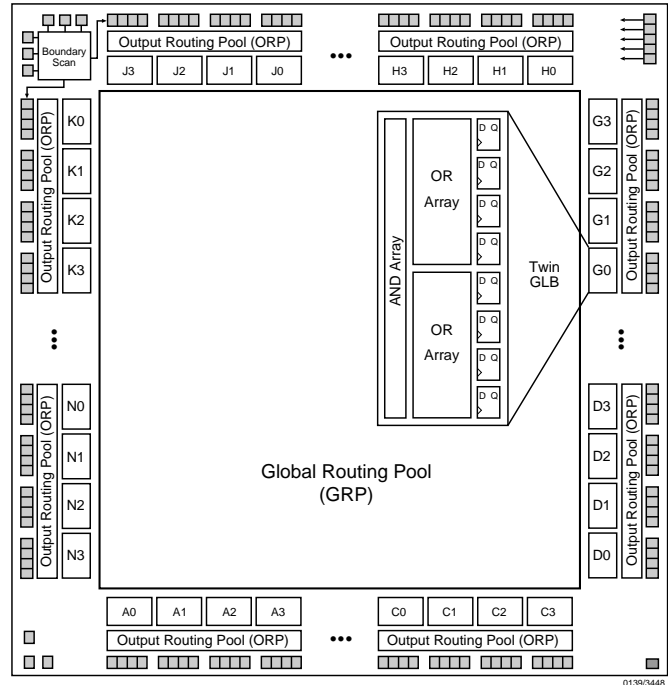 Output Routing Pool (ORP)
Output Routing Pool (ORP)
Boundary
Scan
J3 J2 J1 J0
H3 H2 H1 H0
Output Routing Pool (ORP)
K0
K1
K2
K3
AND Array
OR
Array
OR
Array
D Q
D Q
D Q
D Q
D Q
D Q
D Q
D Q
Twin
GLB
G3
G2
G1
G0
Output Routing Pool (ORP)
Output Routing Pool (ORP)
N0
N1
N2
N3
Global Routing Pool
(GRP)
D3
D2
D1
D0
Output Routing Pool (ORP)
A0 A1 A2 A3
C0 C1 C2 C3
Output Routing Pool (ORP)
Output Routing Pool (ORP)
0139/3448